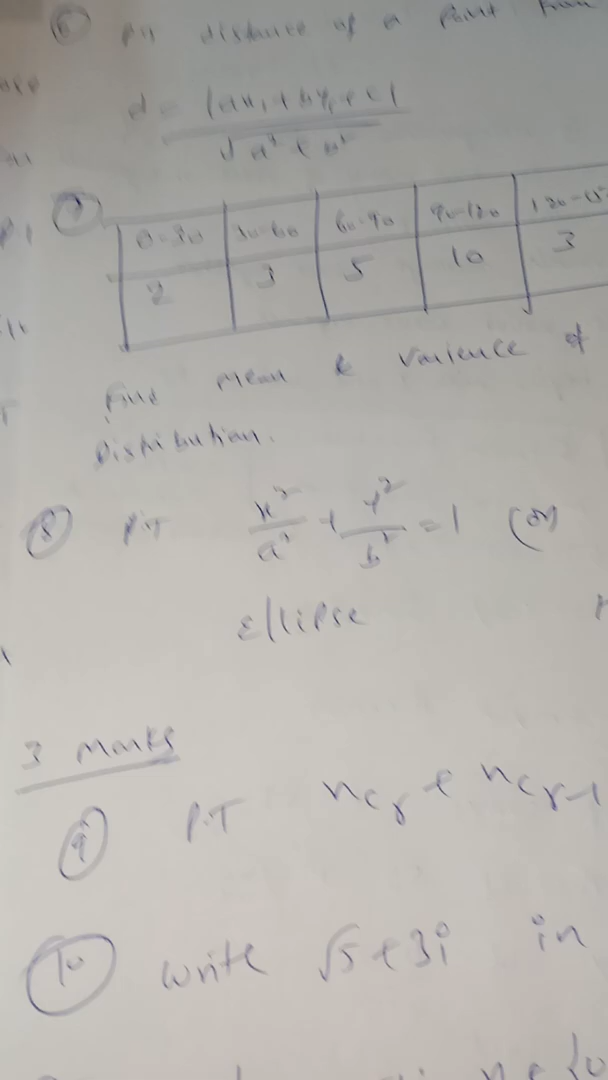 6 P.T distance of a point from
d = |ax₁ + by₁ + c|
√a² + b²
7 0-30 30-60 60-90 90-120 120-15
2 3 5 10 3
Find mean & varience of
Distribution.
8 P.T x²/a² + y²/b² = 1 (or)
Ellipse
3 Marks
9 P.T ncr + ncr-1
10 write √5 + 3i in